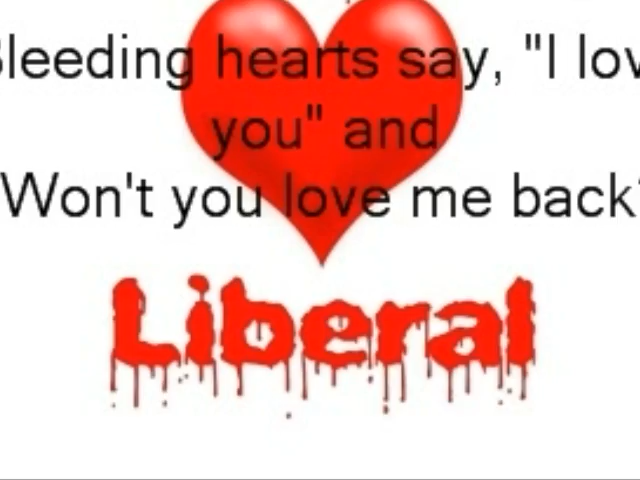 Bleeding hearts say, "I lov
you" and
Won't you love me back?
Liberal